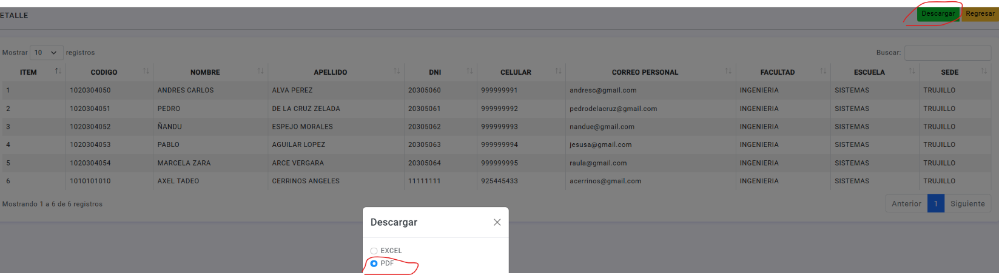 ETALLE Descargar Regresar
Mostrar 10 registros Buscar:
ITEM CODIGO NOMBRE APELLIDO DNI CELULAR CORREO PERSONAL FACULTAD ESCUELA SEDE
1 1020304050 ANDRES CARLOS ALVA PEREZ 20305060 999999991 andresc@gmail.com INGENIERIA SISTEMAS TRUJILLO
2 1020304051 PEDRO DE LA CRUZ ZELADA 20305061 999999992 pedrodelacruz@gmail.com INGENIERIA SISTEMAS TRUJILLO
3 1020304052 ÑANDU ESPEJO MORALES 20305062 999999993 nandue@gmail.com INGENIERIA SISTEMAS TRUJILLO
4 1020304053 PABLO AGUILAR LOPEZ 20305063 999999994 jesusa@gmail.com INGENIERIA SISTEMAS TRUJILLO
5 1020304054 MARCELA ZARA ARCE VERGARA 20305064 999999995 raula@gmail.com INGENIERIA SISTEMAS TRUJILLO
6 1010101010 AXEL TADEO CERRINOS ANGELES 11111111 925445433 acerrinos@gmail.com INGENIERIA SISTEMAS TRUJILLO
Mostrando 1 a 6 de 6 registros Anterior 1 Siguiente
Descargar
EXCEL
PDF